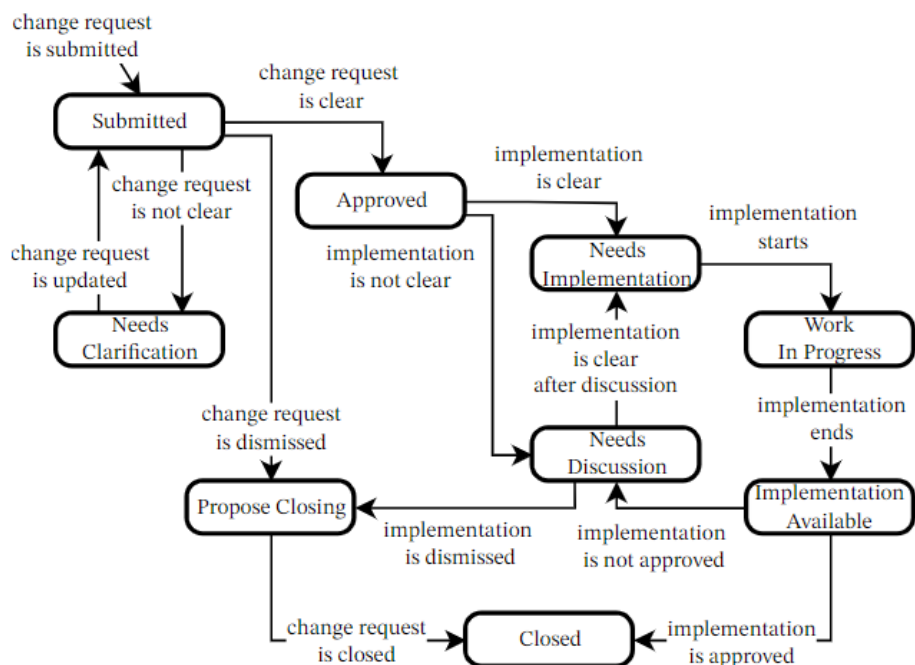 change request
is submitted
change request
is clear
Submitted
change request
is not clear
implementation
is clear
Approved
implementation
starts
change request
is updated
implementation
is not clear
Needs
Implementation
Needs
Clarification
implementation
is clear
after discussion
Work
In Progress
change request
is dismissed
implementation
ends
Needs
Discussion
Propose Closing
Implementation
Available
implementation
is dismissed
implementation
is not approved
change request
is closed
Closed
implementation
is approved